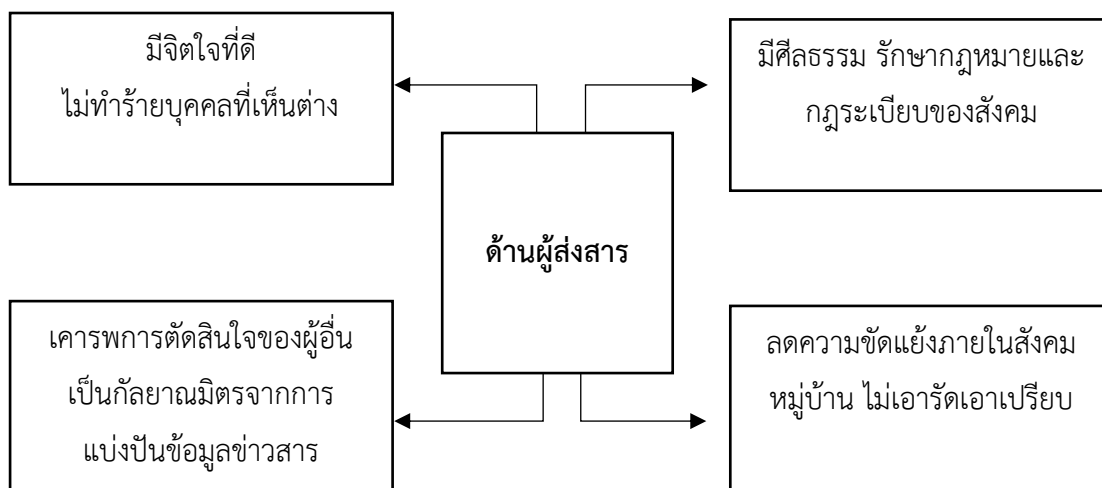 มีจิตใจที่ดี
ไม่ทำร้ายบุคคลที่เห็นต่าง
มีศีลธรรม รักษากฎหมายและ
กฎระเบียบของสังคม
ด้านผู้ส่งสาร
เคารพการตัดสินใจของผู้อื่น
เป็นกัลยาณมิตรจากการ
แบ่งปันข้อมูลข่าวสาร
ลดความขัดแย้งภายในสังคม
หมู่บ้าน ไม่เอารัดเอาเปรียบ